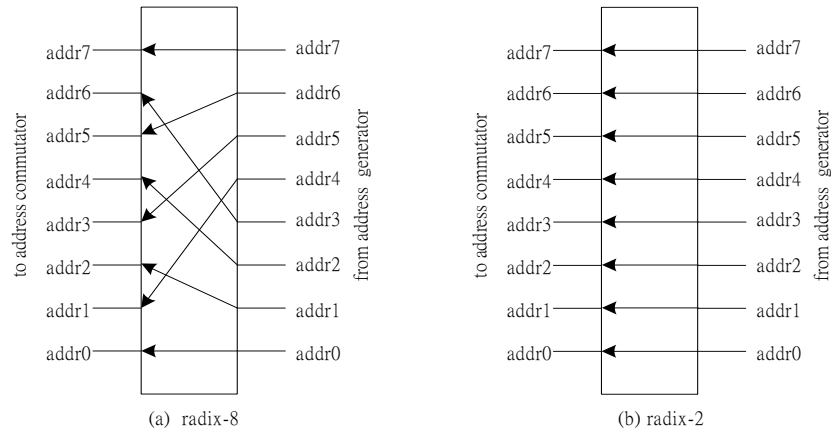 to address commutator
addr7
addr6
addr5
addr4
addr3
addr2
addr1
addr0
addr7
addr6
addr5
addr4
addr3
addr2
addr1
addr0
from address generator
(a) radix-8
to address commutator
addr7
addr6
addr5
addr4
addr3
addr2
addr1
addr0
addr7
addr6
addr5
addr4
addr3
addr2
addr1
addr0
from address generator
(b) radix-2